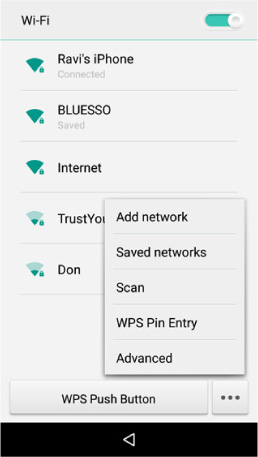 Wi-Fi
Ravi's iPhone
Connected
BLUESSO
Saved
Internet
TrustYou
Don
Add network
Saved networks
Scan
WPS Pin Entry
Advanced
WPS Push Button